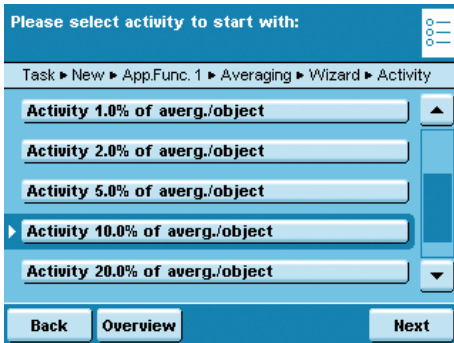 Please select activity to start with:
Task ▸ New ▸ App.Func. 1 ▸ Averaging ▸ Wizard ▸ Activity
Activity 1.0% of averg./object
Activity 2.0% of averg./object
Activity 5.0% of averg./object
Activity 10.0% of averg./object
Activity 20.0% of averg./object
Back Overview Next